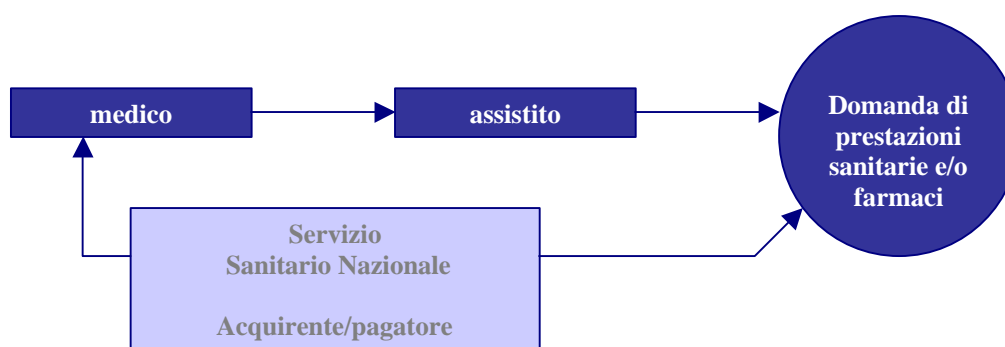 medico
assistito
Domanda di
prestazioni
sanitarie e/o
farmaci
Servizio
Sanitario Nazionale
Acquirente/pagatore